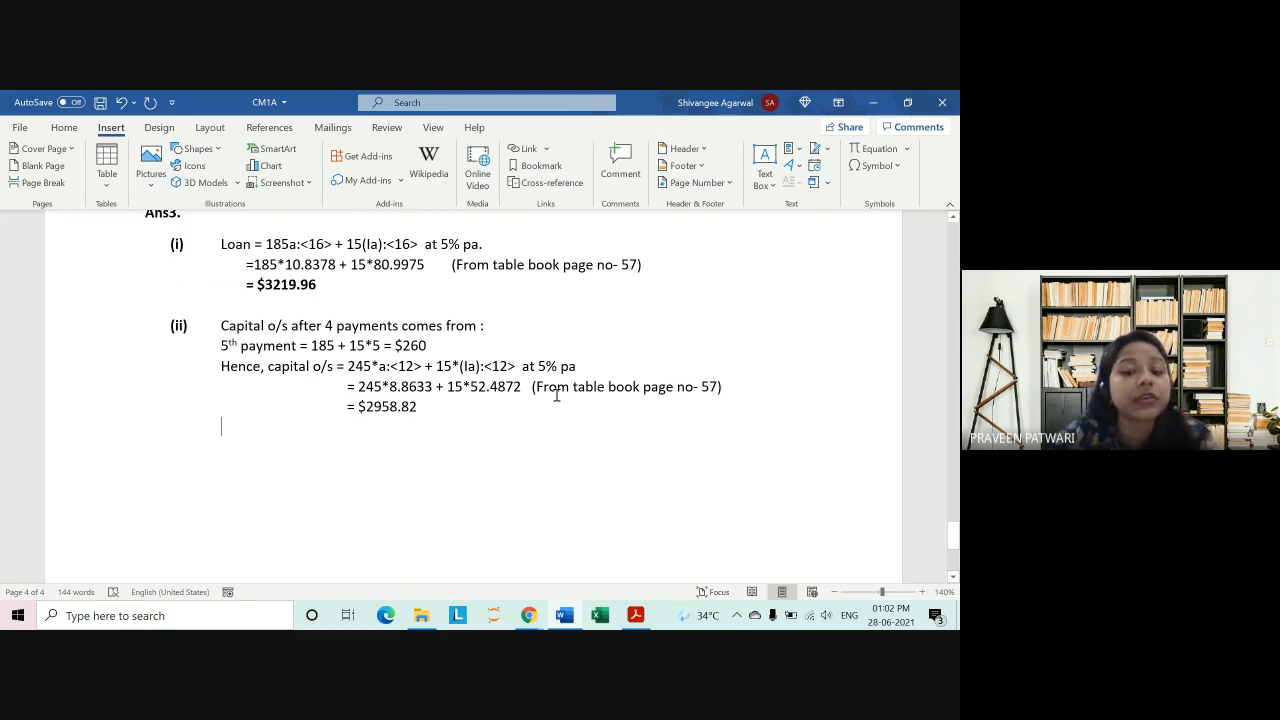 AutoSave Off CM1A Search Shivangee Agarwal SA
File Home Insert Design Layout References Mailings Review View Help Share Comments
Cover Page Shapes SmartArt Link Header Equation
Table Pictures Icons Get Add-ins Wikipedia Online Bookmark Comment Footer Text Symbol
Blank Page Chart Video Box
Page Break 3D Models Screenshot My Add-ins Cross-reference Page Number
Pages Tables Illustrations Add-ins Media Links Comments Header & Footer Text Symbols
Ans3.
(i) Loan = 185a:<16> + 15(Ia):<16> at 5% pa.
=185*10.8378 + 15*80.9975 (From table book page no- 57)
= $3219.96
(ii) Capital o/s after 4 payments comes from :
5th payment = 185 + 15*5 = $260
Hence, capital o/s = 245*a:<12> + 15*(Ia):<12> at 5% pa
= 245*8.8633 + 15*52.4872 (From table book page no- 57)
= $2958.82
PRAVEEN PATWARI
Page 4 of 4 144 words English (United States) Focus 140%
Type here to search 34°C ENG 01:02 PM
28-06-2021 3